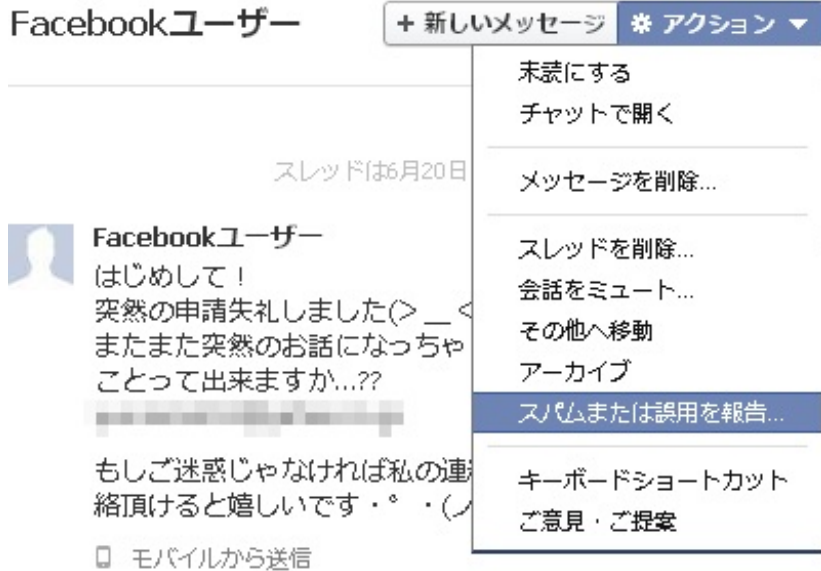 Facebookユーザー
+ 新しいメッセージ
アクション
未読にする
チャットで開く
メッセージを削除...
スレッドを削除...
会話をミュート...
その他へ移動
アーカイブ
スパムまたは誤用を報告...
キーボードショートカット
ご意見・ご提案
スレッドは6月20日
Facebookユーザー
はじめして！
突然の申請失礼しました(>＿<
またまた突然のお話になっちゃ
ことって出来ますか...??
もしご迷惑じゃなければ私の連
絡頂けると嬉しいです・°・(ノ
モバイルから送信